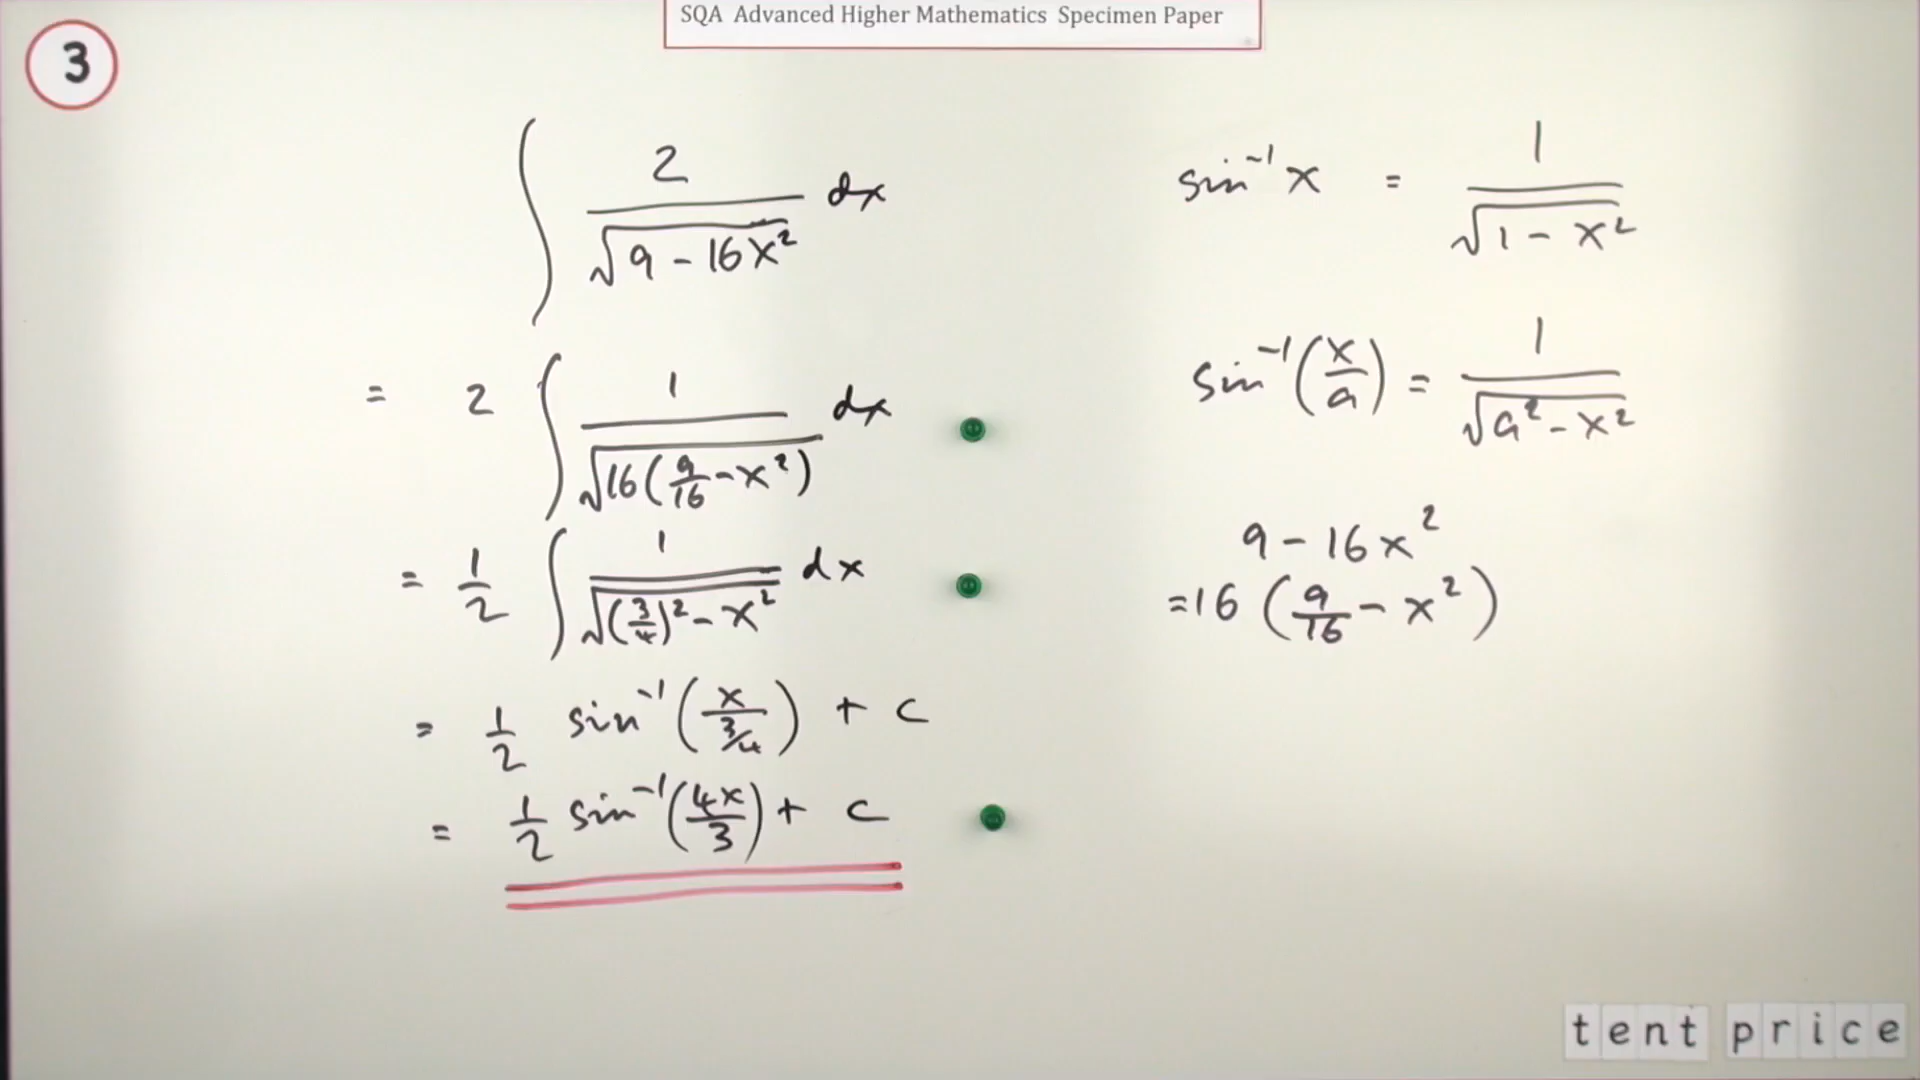 SQA Advanced Higher Mathematics Specimen Paper
3
∫ 2/√(9 - 16x²) dx
= 2 ∫ 1/√(16(9/16 - x²)) dx
= 1/2 ∫ 1/√((3/4)² - x²) dx
= 1/2 sin⁻¹(x/(3/4)) + c
= 1/2 sin⁻¹(4x/3) + c
sin⁻¹ x = 1/√(1 - x²)
sin⁻¹(x/a) = 1/√(a² - x²)
9 - 16x²
= 16 (9/16 - x²)
tent price